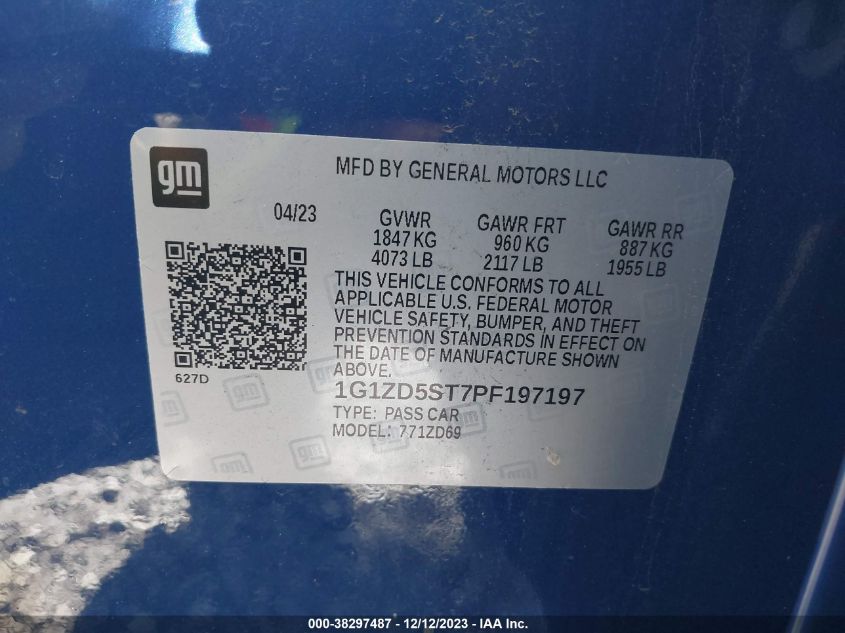 gm
MFD BY GENERAL MOTORS LLC
04/23 GVWR GAWR FRT GAWR RR
1847 KG 960 KG 887 KG
4073 LB 2117 LB 1955 LB
THIS VEHICLE CONFORMS TO ALL
APPLICABLE U.S. FEDERAL MOTOR
VEHICLE SAFETY, BUMPER, AND THEFT
PREVENTION STANDARDS IN EFFECT ON
THE DATE OF MANUFACTURE SHOWN
ABOVE.
627D
1G1ZD5ST7PF197197
TYPE: PASS CAR
MODEL: 771ZD69
000-38297487 - 12/12/2023 - IAA Inc.